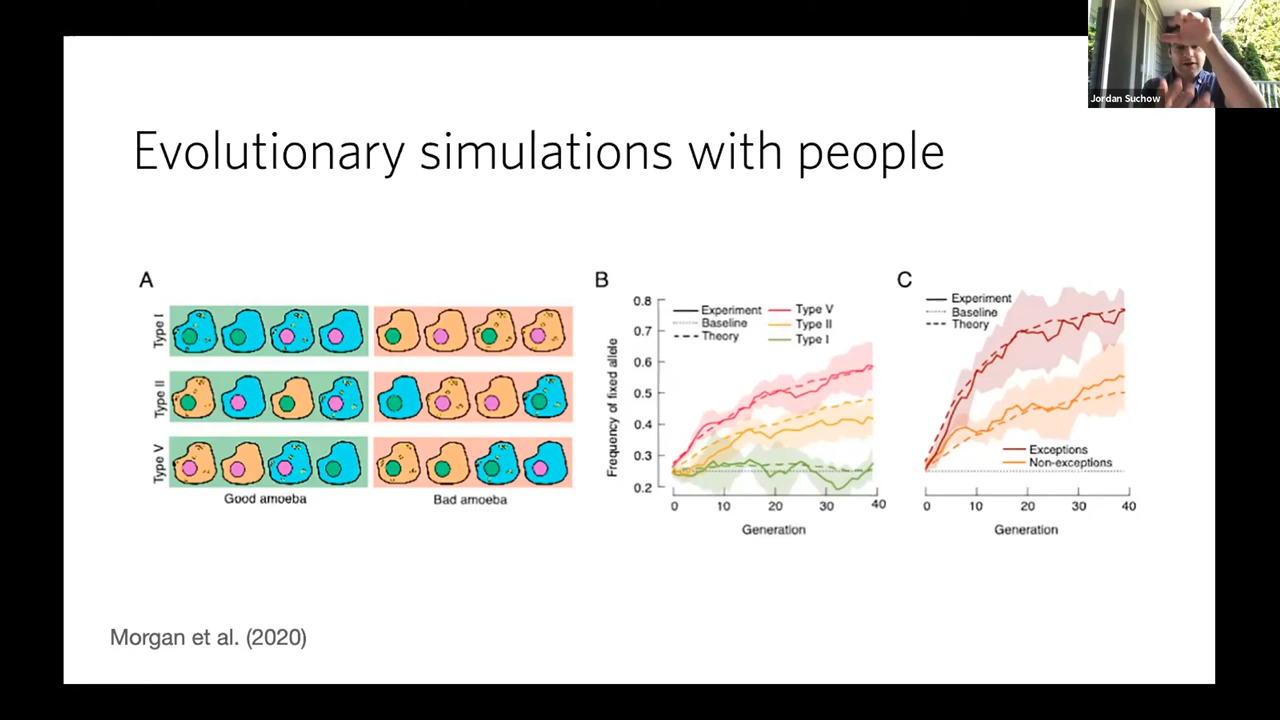 Jordan Suchow
Evolutionary simulations with people
A
Type I
Type II
Type V
Good amoeba
Bad amoeba
B
Frequency of fixed allele
0.8
0.7
0.6
0.5
0.4
0.3
0.2
Experiment
Baseline
Theory
Type V
Type II
Type I
0
10
20
30
40
Generation
C
Experiment
Baseline
Theory
Exceptions
Non-exceptions
0
10
20
30
40
Generation
Morgan et al. (2020)